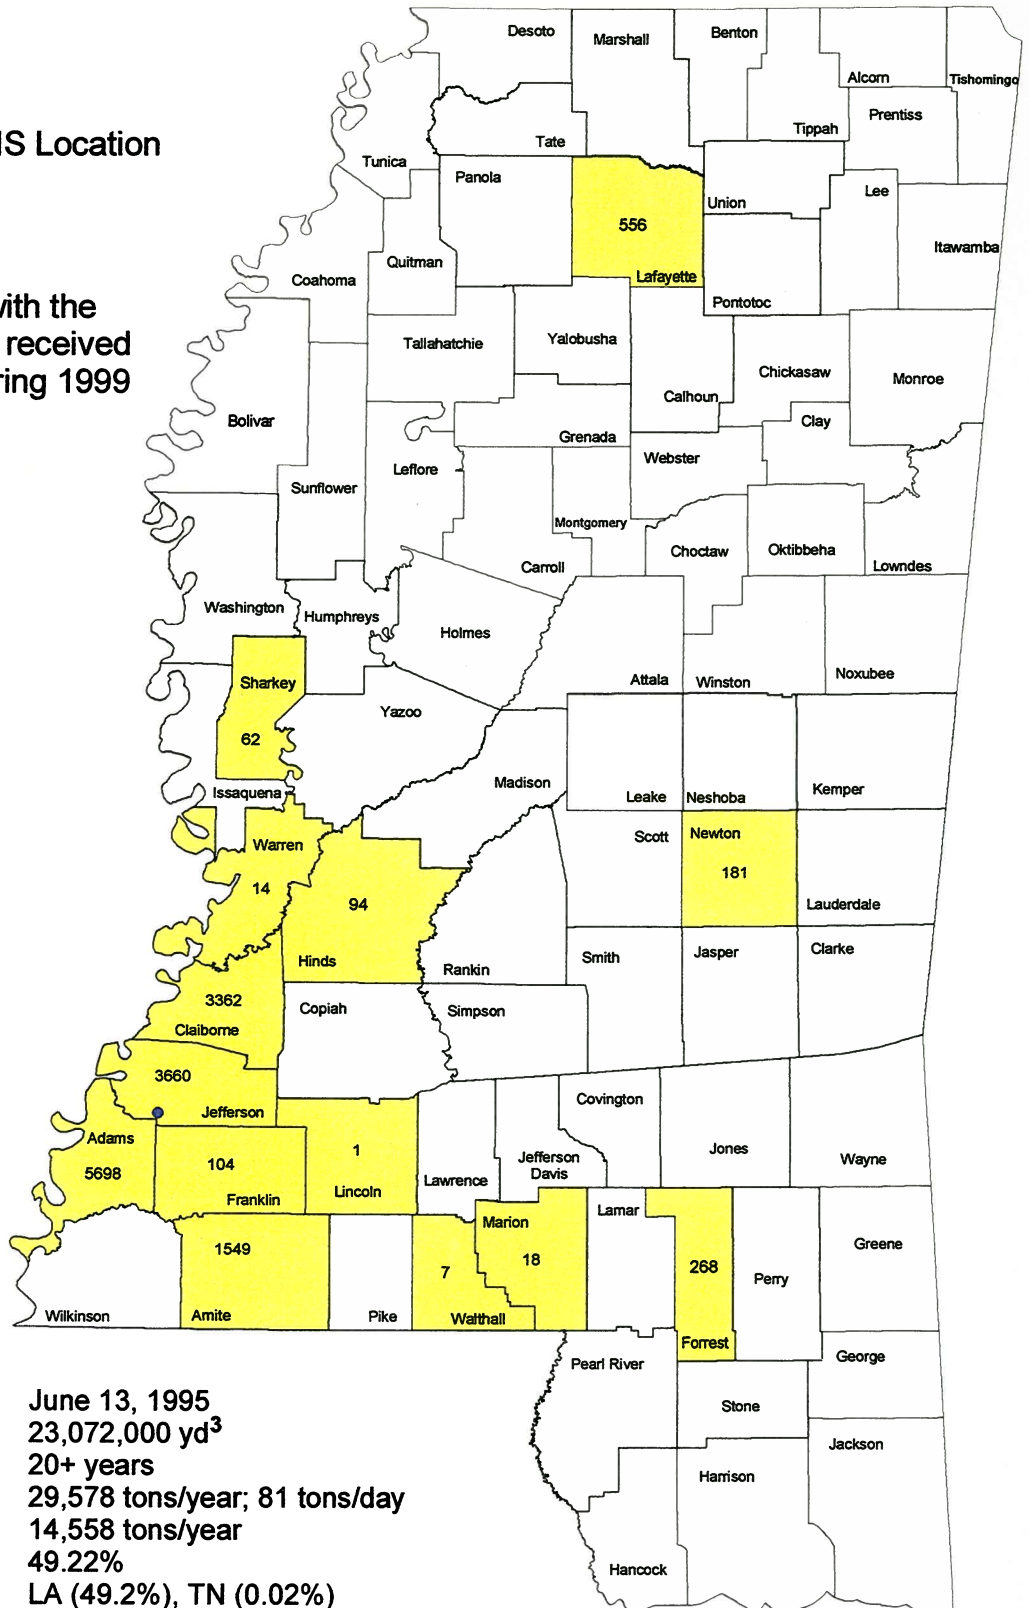 Desoto
Marshall
Benton
Alcorn
Tishomingo
Tippah
Prentiss
IS Location
Tate
Tunica
Panola
Union
Lee
556
Lafayette
Itawamba
Quitman
Coahoma
Pontotoc
with the
received
ring 1999
Tallahatchie
Yalobusha
Chickasaw
Monroe
Calhoun
Bolivar
Clay
Grenada
Webster
Leflore
Sunflower
Montgomery
Choctaw
Oktibbeha
Carroll
Lowndes
Washington
Humphreys
Holmes
Attala
Winston
Noxubee
Sharkey
62
Yazoo
Issaquena
Madison
Leake
Neshoba
Kemper
Warren
14
Scott
Newton
181
Lauderdale
94
Hinds
Rankin
Smith
Jasper
Clarke
3362
Claiborne
Copiah
Simpson
3660
Jefferson
Covington
Adams
5698
104
Franklin
1
Lincoln
Lawrence
Jefferson
Davis
Jones
Wayne
Marion
18
Lamar
1549
Amite
7
Walthall
268
Forrest
Perry
Greene
Wilkinson
Pike
Pearl River
George
Stone
Jackson
Harrison
Hancock
June 13, 1995
23,072,000 yd³
20+ years
29,578 tons/year; 81 tons/day
14,558 tons/year
49.22%
LA (49.2%), TN (0.02%)